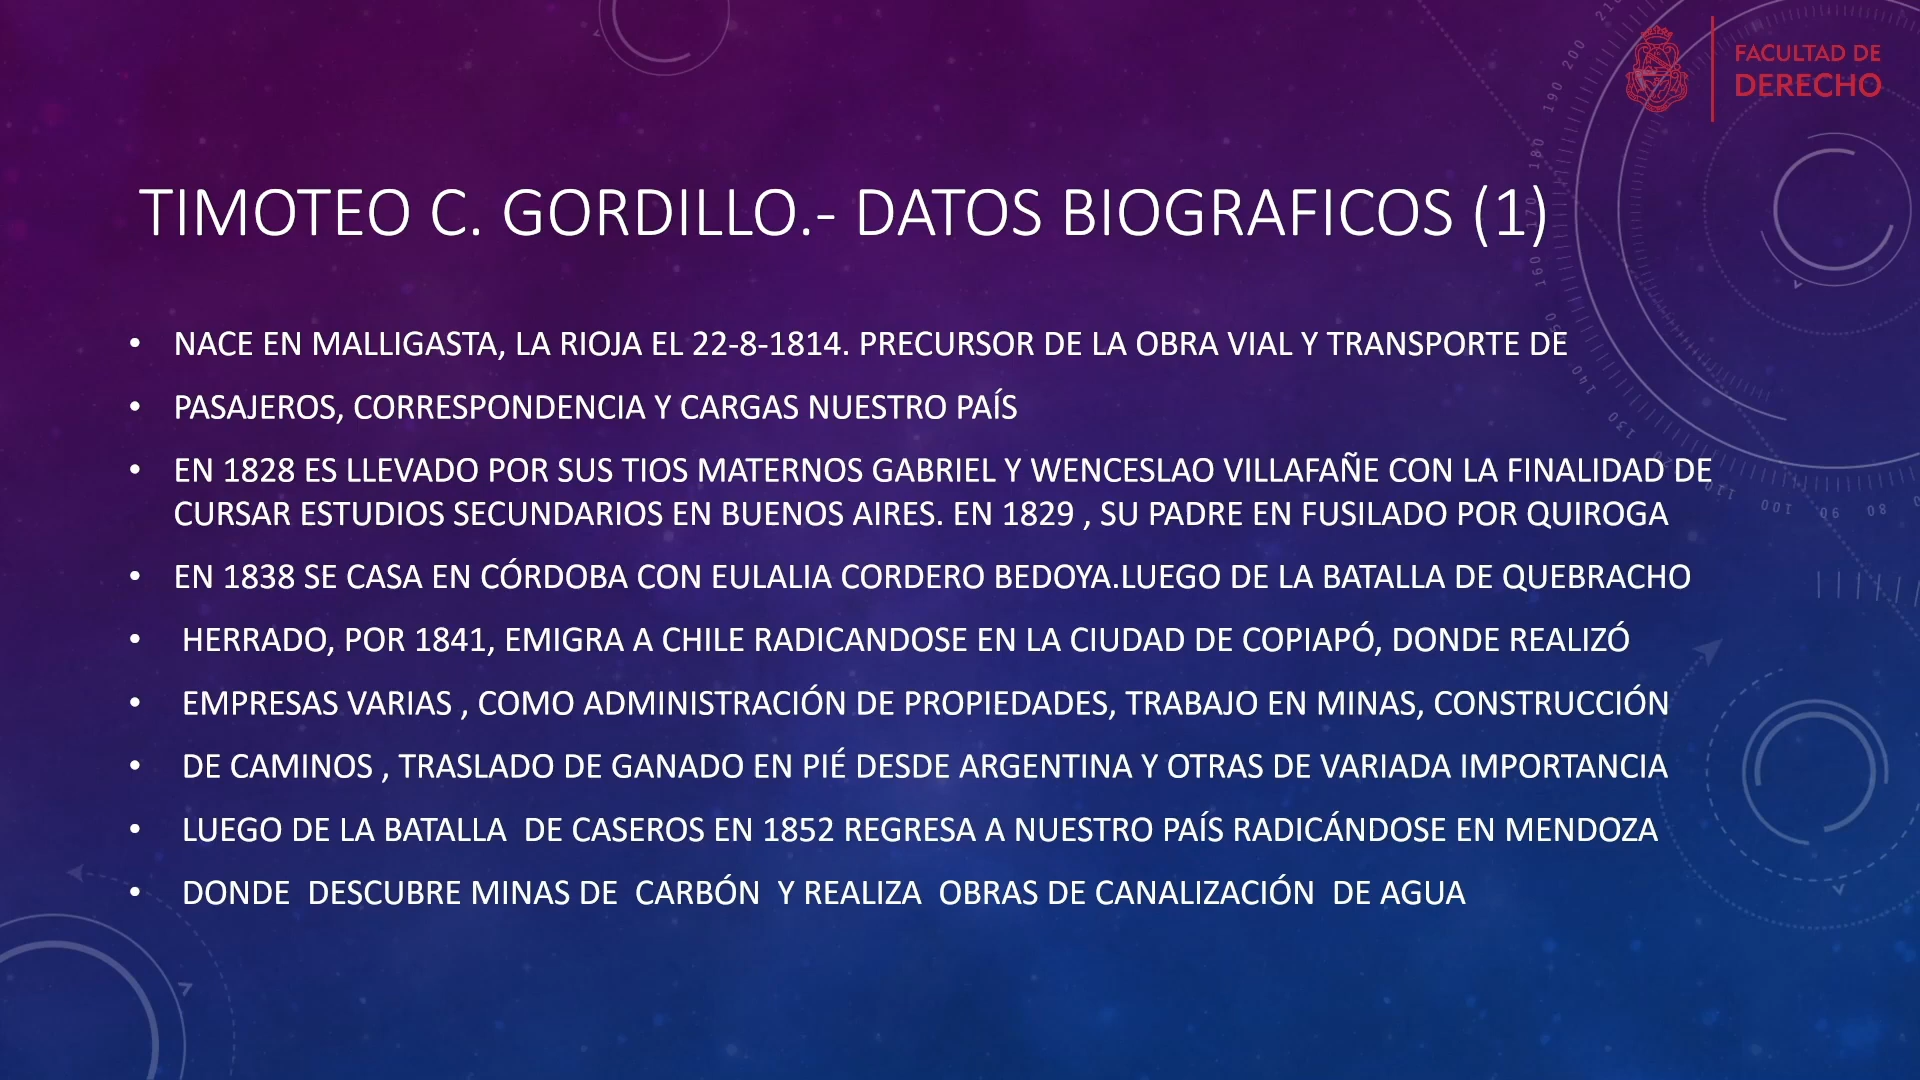 FACULTAD DE
DERECHO
TIMOTEO C. GORDILLO.- DATOS BIOGRAFICOS (1)
• NACE EN MALLIGASTA, LA RIOJA EL 22-8-1814. PRECURSOR DE LA OBRA VIAL Y TRANSPORTE DE
• PASAJEROS, CORRESPONDENCIA Y CARGAS NUESTRO PAÍS
• EN 1828 ES LLEVADO POR SUS TIOS MATERNOS GABRIEL Y WENCESLAO VILLAFAÑE CON LA FINALIDAD DE
CURSAR ESTUDIOS SECUNDARIOS EN BUENOS AIRES. EN 1829 , SU PADRE EN FUSILADO POR QUIROGA
• EN 1838 SE CASA EN CÓRDOBA CON EULALIA CORDERO BEDOYA.LUEGO DE LA BATALLA DE QUEBRACHO
• HERRADO, POR 1841, EMIGRA A CHILE RADICANDOSE EN LA CIUDAD DE COPIAPÓ, DONDE REALIZÓ
• EMPRESAS VARIAS , COMO ADMINISTRACIÓN DE PROPIEDADES, TRABAJO EN MINAS, CONSTRUCCIÓN
• DE CAMINOS , TRASLADO DE GANADO EN PIÉ DESDE ARGENTINA Y OTRAS DE VARIADA IMPORTANCIA
• LUEGO DE LA BATALLA DE CASEROS EN 1852 REGRESA A NUESTRO PAÍS RADICÁNDOSE EN MENDOZA
• DONDE DESCUBRE MINAS DE CARBÓN Y REALIZA OBRAS DE CANALIZACIÓN DE AGUA